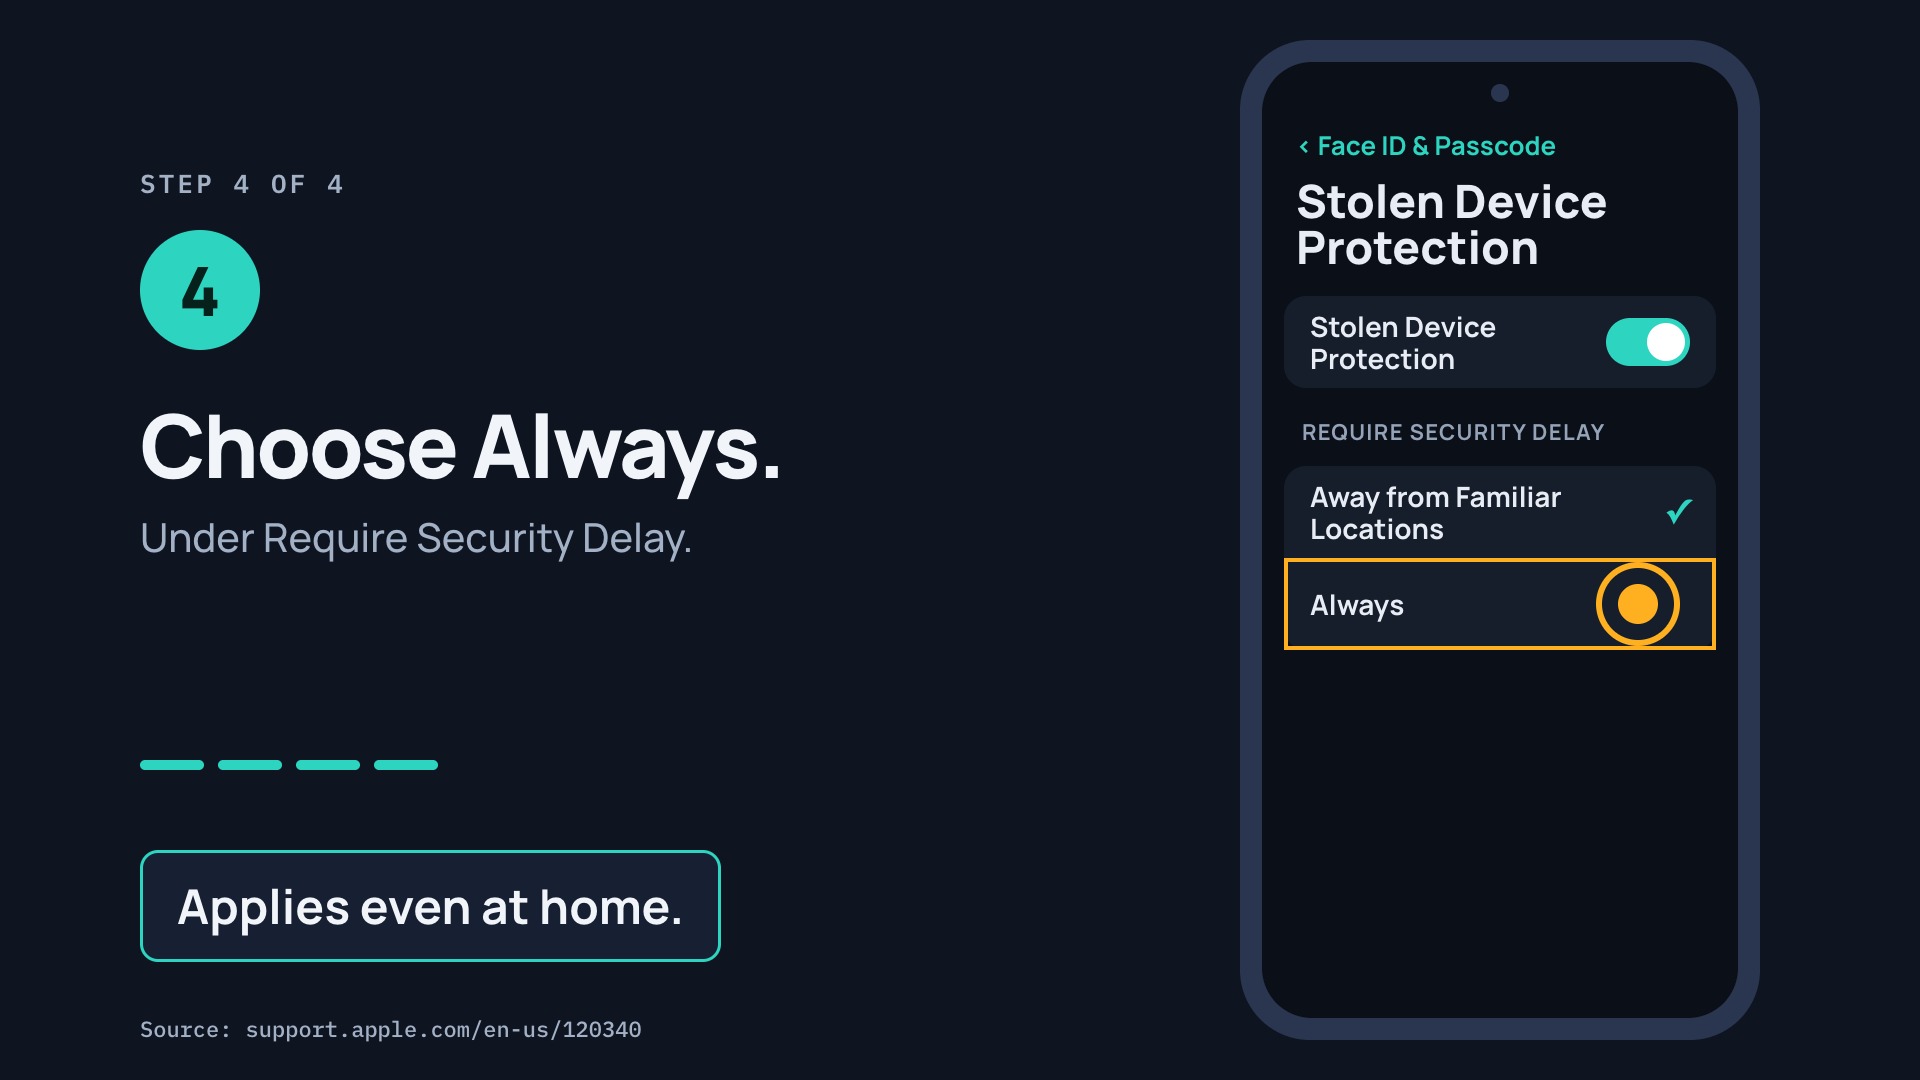 STEP 4 OF 4
4
Choose Always.
Under Require Security Delay.
Applies even at home.
Source: support.apple.com/en-us/120340
‹ Face ID & Passcode
Stolen Device
Protection
Stolen Device
Protection
REQUIRE SECURITY DELAY
Away from Familiar
Locations
✓
Always